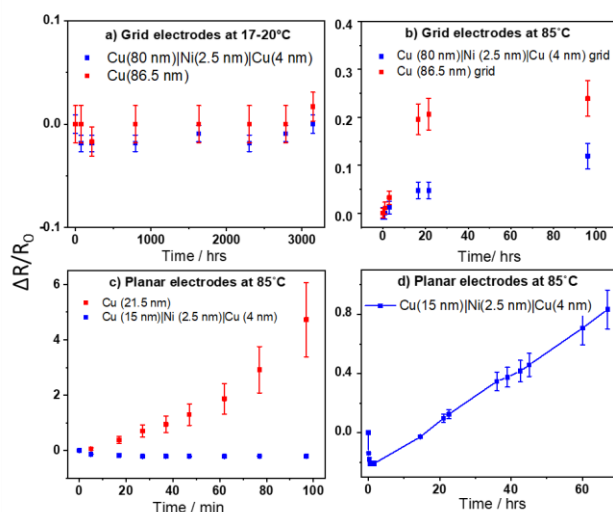 a) Grid electrodes at 17-20°C
Cu(80 nm)|Ni(2.5 nm)|Cu(4 nm)
Cu(86.5 nm)
0.1
0.0
-0.1
0 1000 2000 3000
Time / hrs
b) Grid electrodes at 85˚C
Cu (80 nm)|Ni (2.5 nm)|Cu (4 nm) grid
Cu (86.5 nm) grid
0.4
0.3
0.2
0.1
0.0
0 20 40 60 80 100
Time / hrs
ΔR/R0
c) Planar electrodes at 85˚C
Cu (21.5 nm)
Cu (15 nm)|Ni (2.5 nm)|Cu (4 nm)
6
4
2
0
0 20 40 60 80 100
Time / min
d) Planar electrodes at 85˚C
Cu(15 nm)|Ni(2.5 nm)|Cu(4 nm)
0.8
0.4
0.0
0 20 40 60
Time / hrs